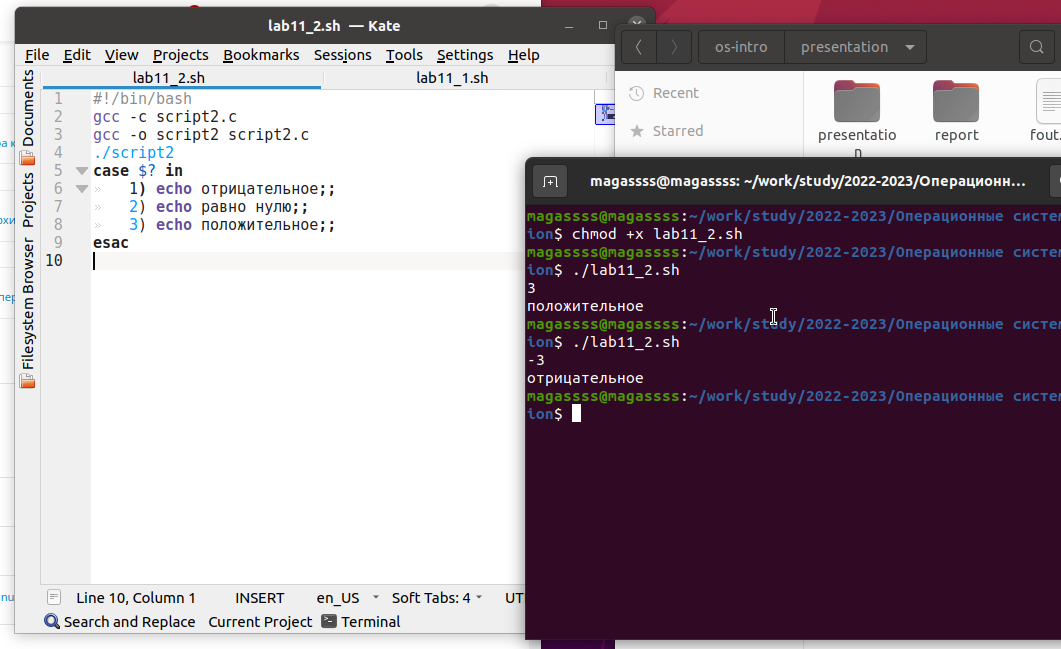 lab11_2.sh — Kate
File Edit View Projects Bookmarks Sessions Tools Settings Help
lab11_2.sh lab11_1.sh
Documents
Projects
Filesystem Browser
1 #!/bin/bash
2 gcc -c script2.c
3 gcc -o script2 script2.c
4 ./script2
5 case $? in
6 » 1) echo отрицательное;;
7 » 2) echo равно нулю;;
8 » 3) echo положительное;;
9 esac
10
Line 10, Column 1 INSERT en_US Soft Tabs: 4 UT
Search and Replace Current Project Terminal
os-intro presentation
Recent
Starred
presentatio
n
report
fout.
magassss@magassss: ~/work/study/2022-2023/Операционн...
magassss@magassss:~/work/study/2022-2023/Операционные систе
ion$ chmod +x lab11_2.sh
magassss@magassss:~/work/study/2022-2023/Операционные систе
ion$ ./lab11_2.sh
3
положительное
magassss@magassss:~/work/study/2022-2023/Операционные систе
ion$ ./lab11_2.sh
-3
отрицательное
magassss@magassss:~/work/study/2022-2023/Операционные систе
ion$